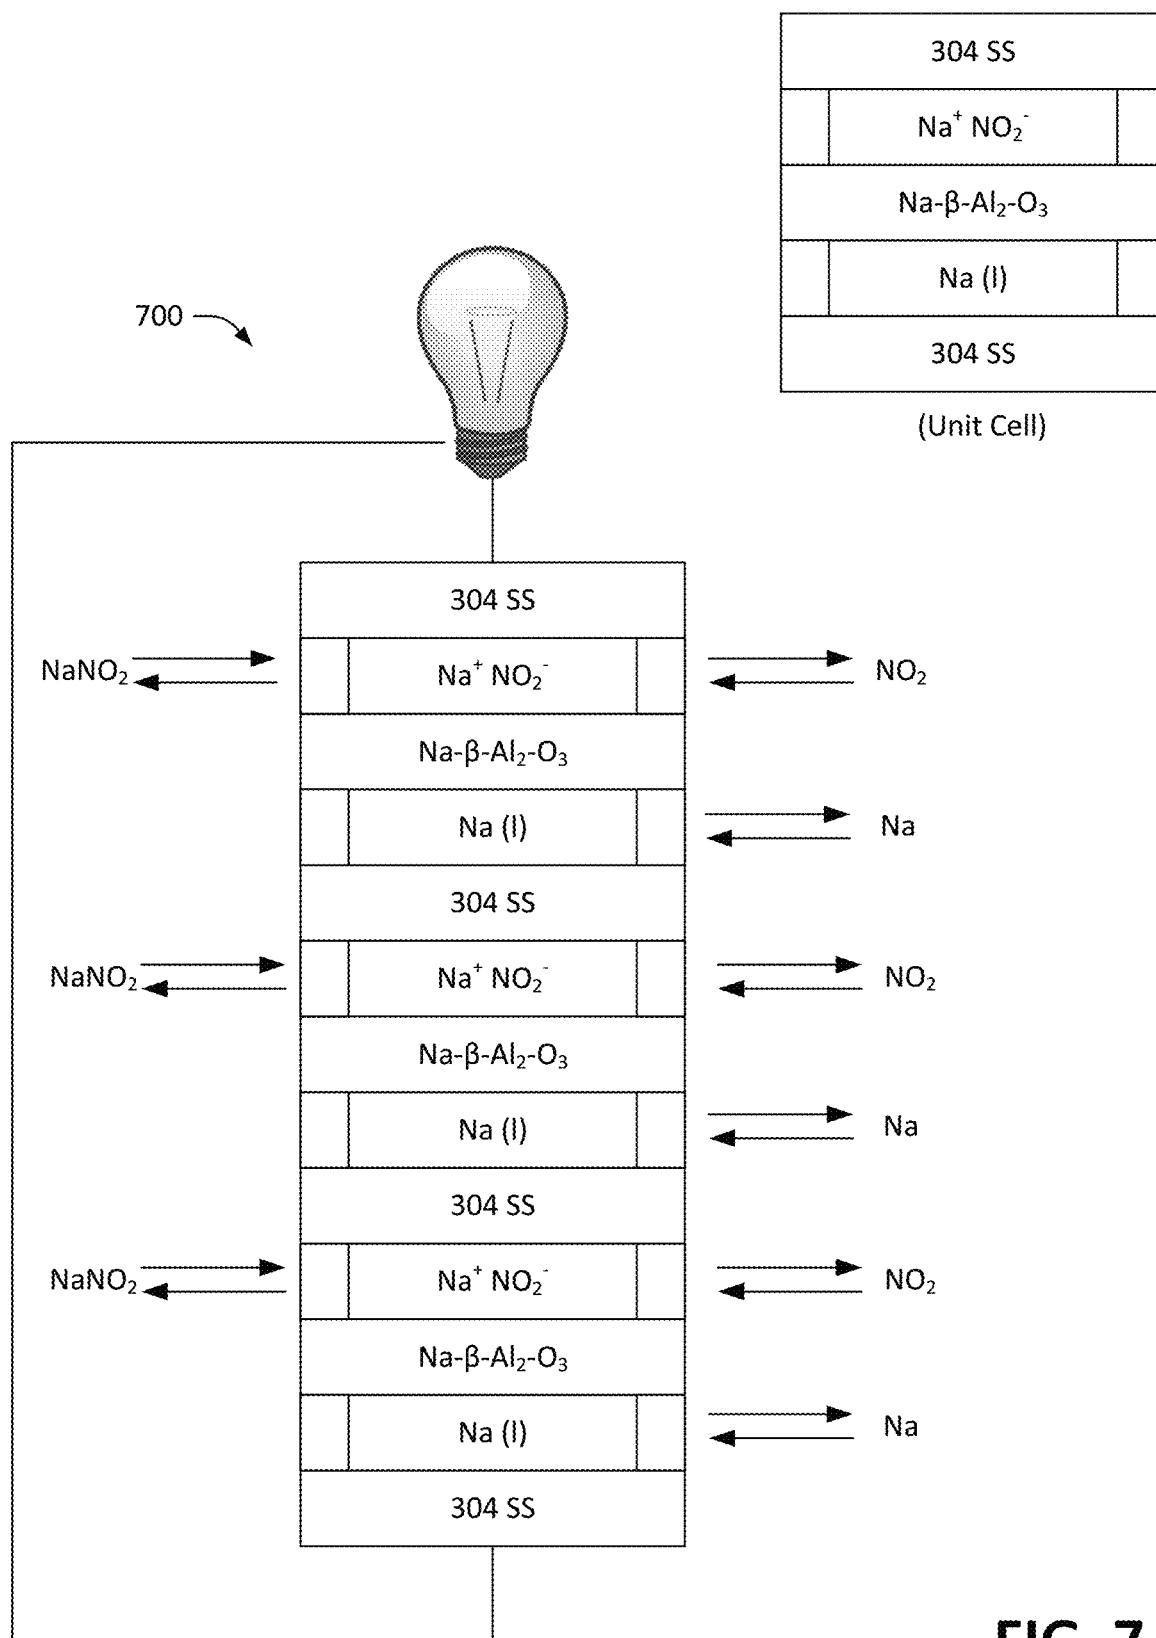 304 SS
Na⁺ NO₂⁻
Na-β-Al₂-O₃
Na (l)
304 SS
(Unit Cell)
700
304 SS
NaNO₂ Na⁺ NO₂⁻ NO₂
Na-β-Al₂-O₃
Na (l) Na
304 SS
NaNO₂ Na⁺ NO₂⁻ NO₂
Na-β-Al₂-O₃
Na (l) Na
304 SS
NaNO₂ Na⁺ NO₂⁻ NO₂
Na-β-Al₂-O₃
Na (l) Na
304 SS
FIG. 7